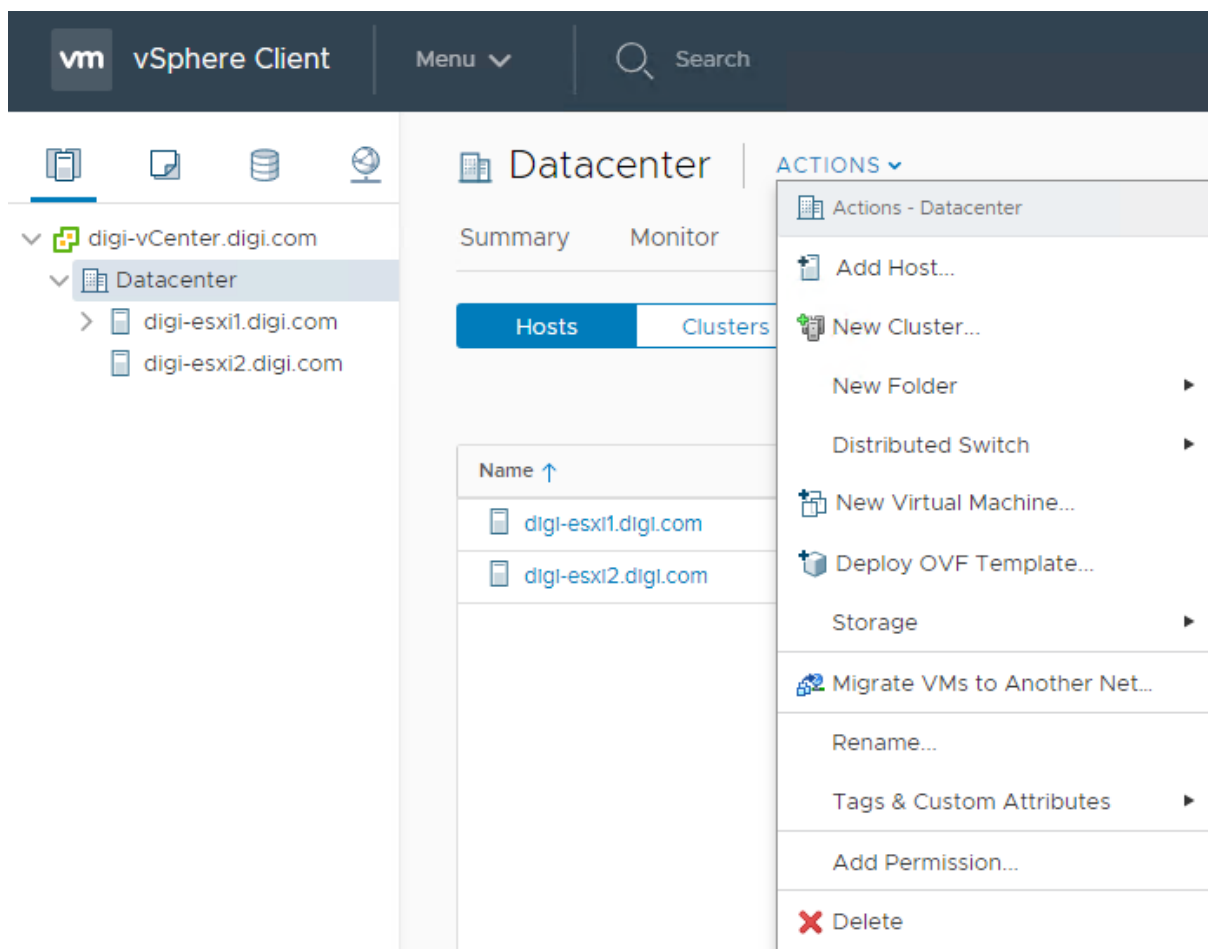 vm vSphere Client Menu Search
Datacenter ACTIONS
Actions - Datacenter
digi-vCenter.digi.com
Datacenter
digi-esxi1.digi.com
digi-esxi2.digi.com
Summary Monitor
Hosts Clusters
Name
digi-esxi1.digi.com
digi-esxi2.digi.com
Add Host...
New Cluster...
New Folder
Distributed Switch
New Virtual Machine...
Deploy OVF Template...
Storage
Migrate VMs to Another Net...
Rename...
Tags & Custom Attributes
Add Permission...
Delete